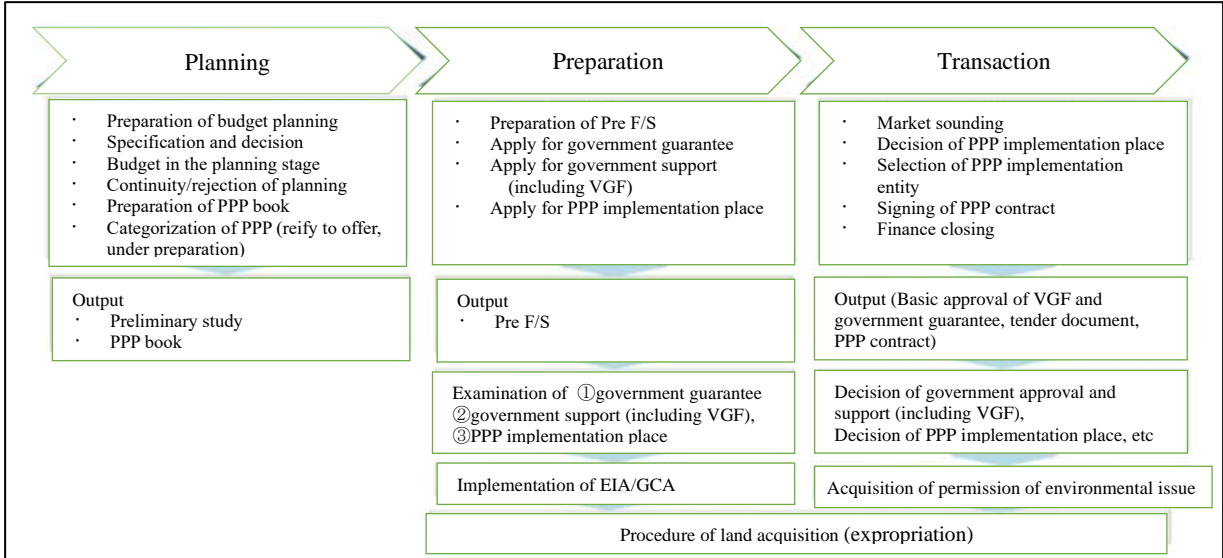 Planning
・ Preparation of budget planning
・ Specification and decision
・ Budget in the planning stage
・ Continuity/rejection of planning
・ Preparation of PPP book
・ Categorization of PPP (reify to offer,
under preparation)
Output
・ Preliminary study
・ PPP book
Preparation
・ Preparation of Pre F/S
・ Apply for government guarantee
・ Apply for government support
(including VGF)
・ Apply for PPP implementation place
Output
・ Pre F/S
Examination of ①government guarantee
②government support (including VGF),
③PPP implementation place
Implementation of EIA/GCA
Transaction
・ Market sounding
・ Decision of PPP implementation place
・ Selection of PPP implementation
entity
・ Signing of PPP contract
・ Finance closing
Output (Basic approval of VGF and
government guarantee, tender document,
PPP contract)
Decision of government approval and
support (including VGF),
Decision of PPP implementation place, etc
Acquisition of permission of environmental issue
Procedure of land acquisition (expropriation)